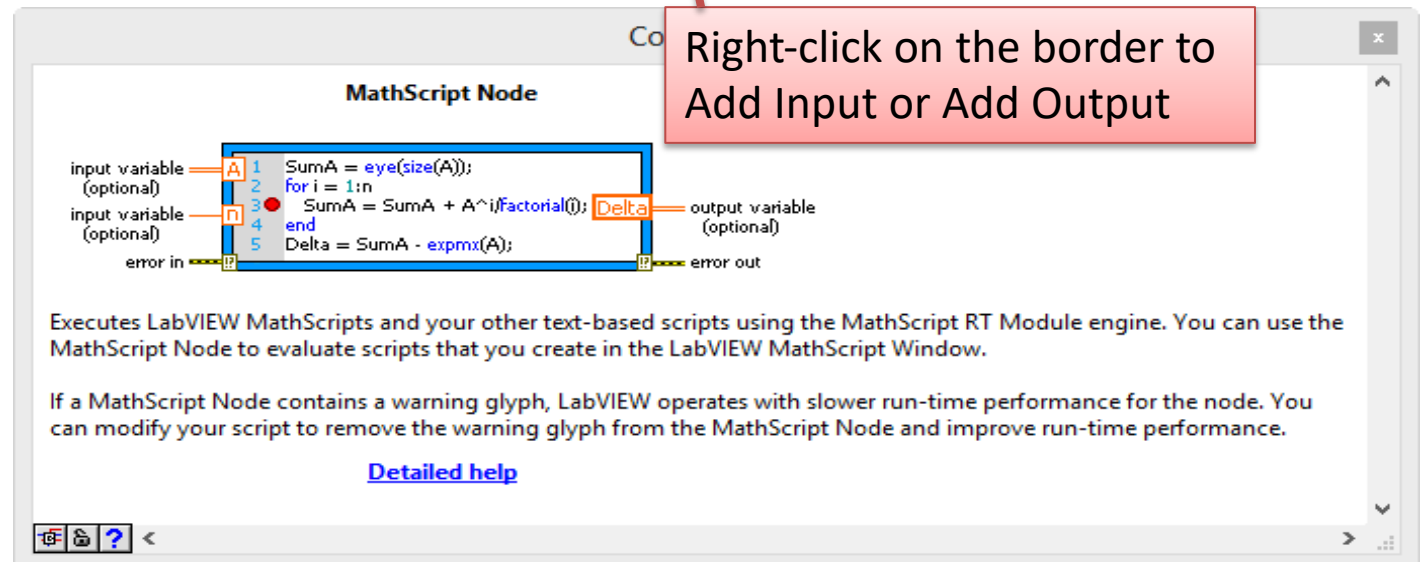 Co
Right-click on the border to
Add Input or Add Output
x
MathScript Node
input variable
(optional)
input variable
(optional)
error in
A
n
1 SumA = eye(size(A));
2 for i = 1:n
3 SumA = SumA + A^i/factorial(i);
4 end
5 Delta = SumA - expmx(A);
Delta
output variable
(optional)
error out
!?
!?
Executes LabVIEW MathScripts and your other text-based scripts using the MathScript RT Module engine. You can use the
MathScript Node to evaluate scripts that you create in the LabVIEW MathScript Window.
If a MathScript Node contains a warning glyph, LabVIEW operates with slower run-time performance for the node. You
can modify your script to remove the warning glyph from the MathScript Node and improve run-time performance.
Detailed help
?